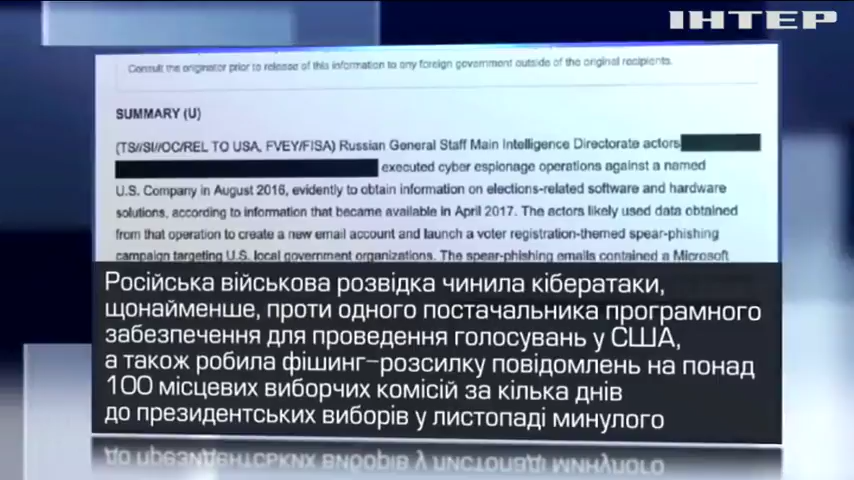 ІНТЕР
Consult the originator prior to release of this information to any foreign government outside of the original recipients.
SUMMARY (U)
(TS//SI//OC/REL TO USA, FVEY/FISA) Russian General Staff Main Intelligence Directorate actors
executed cyber espionage operations against a named
U.S. Company in August 2016, evidently to obtain information on elections-related software and hardware
solutions, according to information that became available in April 2017. The actors likely used data obtained
from that operation to create a new email account and launch a voter registration-themed spear-phishing
campaign targeting U.S. local government organizations. The spear-phishing emails contained a Microsoft
Російська військова розвідка чинила кібератаки,
щонайменше, проти одного постачальника програмного
забезпечення для проведення голосувань у США,
а також робила фішинг–розсилку повідомлень на понад
100 місцевих виборчих комісій за кілька днів
до президентських виборів у листопаді минулого